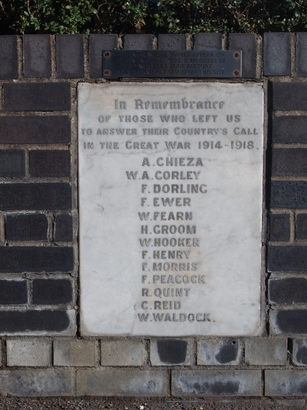 In Remembrance
OF THOSE WHO LEFT US
TO ANSWER THEIR COUNTRY'S CALL
IN THE GREAT WAR 1914-1918.
A. CHIEZA
W.A. CORLEY
F. DORLING
F. EWER
W. FEARN
H. GROOM
W. HOOKER
F. HENRY
F. MORRIS
F. PEACOCK
R. QUINT
C. REID
W. WALDOCK.